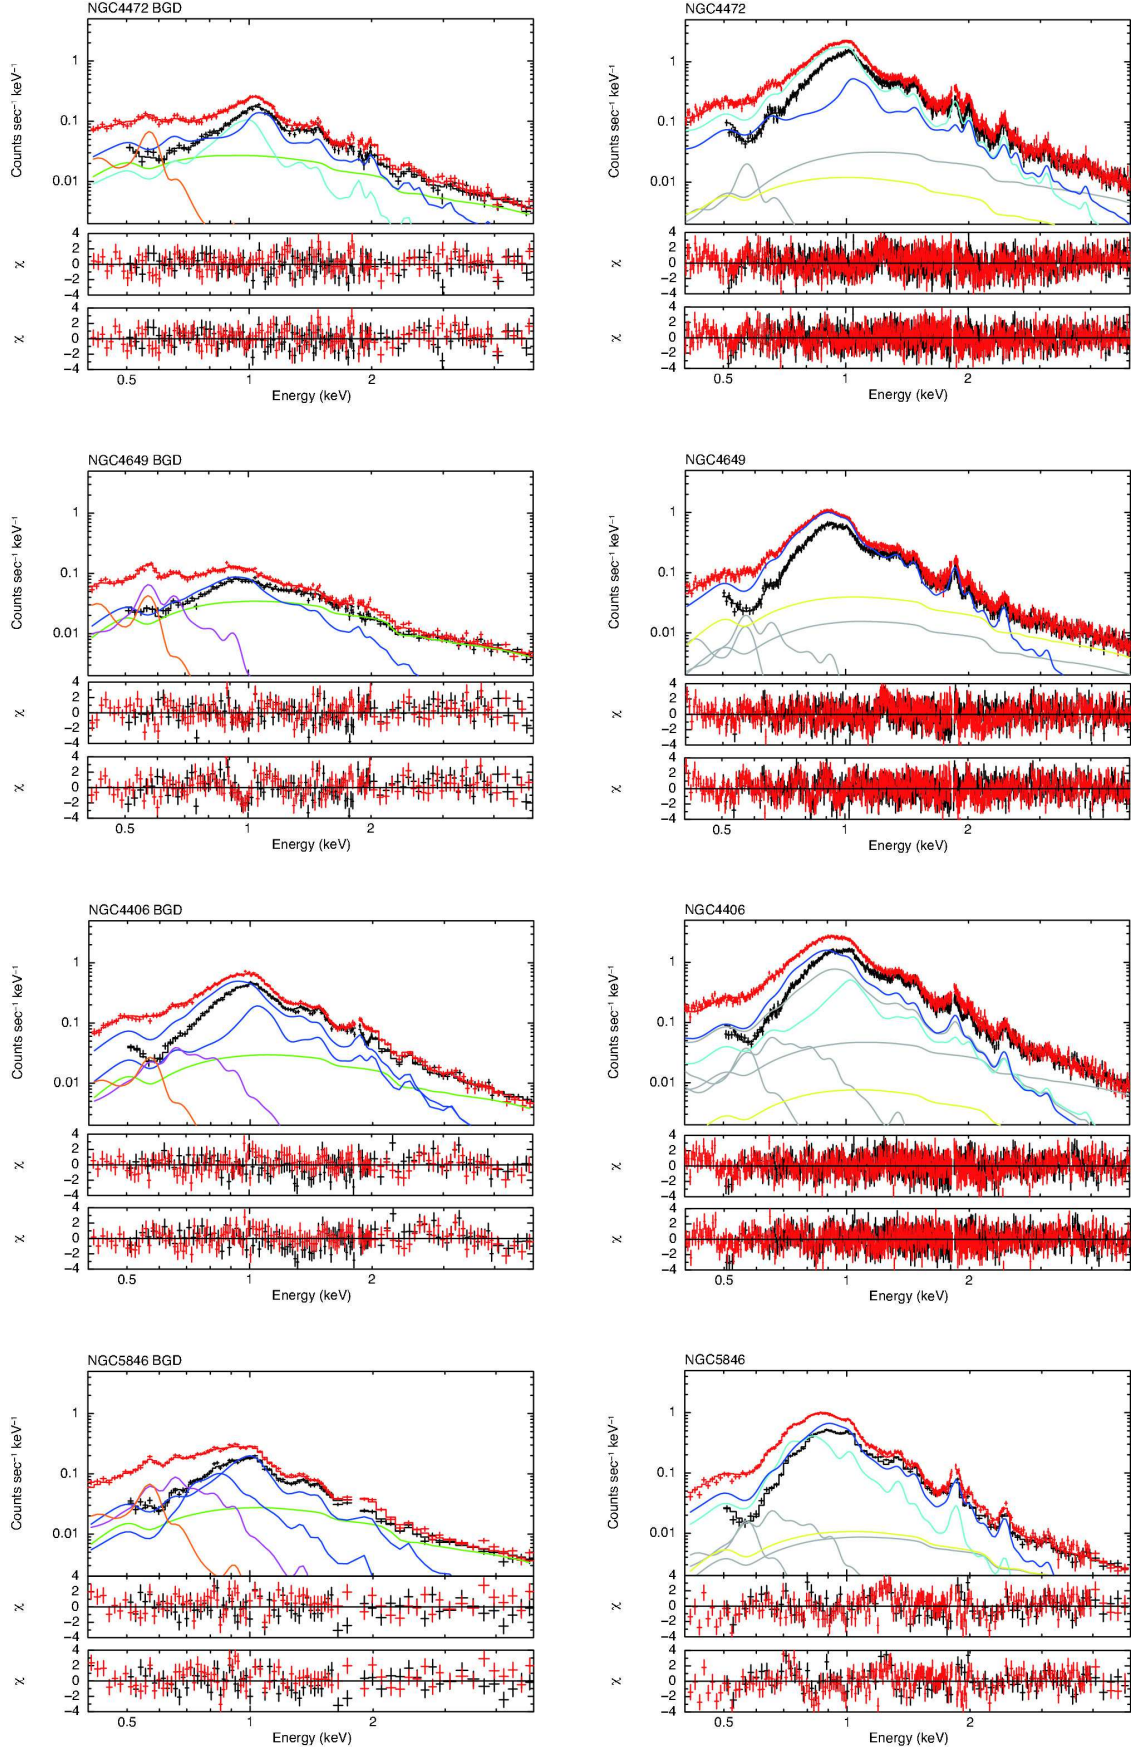 NGC4472 BGD
Counts sec⁻¹ keV⁻¹
1
0.1
0.01
χ
4
2
0
−2
−4
χ
4
2
0
−2
−4
0.5 1 2
Energy (keV)
NGC4472
Counts sec⁻¹ keV⁻¹
1
0.1
0.01
χ
4
2
0
−2
−4
χ
4
2
0
−2
−4
0.5 1 2
Energy (keV)
NGC4649 BGD
Counts sec⁻¹ keV⁻¹
1
0.1
0.01
χ
4
2
0
−2
−4
χ
4
2
0
−2
−4
0.5 1 2
Energy (keV)
NGC4649
Counts sec⁻¹ keV⁻¹
1
0.1
0.01
χ
4
2
0
−2
−4
χ
4
2
0
−2
−4
0.5 1 2
Energy (keV)
NGC4406 BGD
Counts sec⁻¹ keV⁻¹
1
0.1
0.01
χ
4
2
0
−2
−4
χ
4
2
0
−2
−4
0.5 1 2
Energy (keV)
NGC4406
Counts sec⁻¹ keV⁻¹
1
0.1
0.01
χ
4
2
0
−2
−4
χ
4
2
0
−2
−4
0.5 1 2
Energy (keV)
NGC5846 BGD
Counts sec⁻¹ keV⁻¹
1
0.1
0.01
χ
4
2
0
−2
−4
χ
4
2
0
−2
0.5 1 2
Energy (keV)
NGC5846
Counts sec⁻¹ keV⁻¹
1
0.1
0.01
χ
4
2
0
−2
−4
χ
4
2
0
−2
0.5 1 2
Energy (keV)